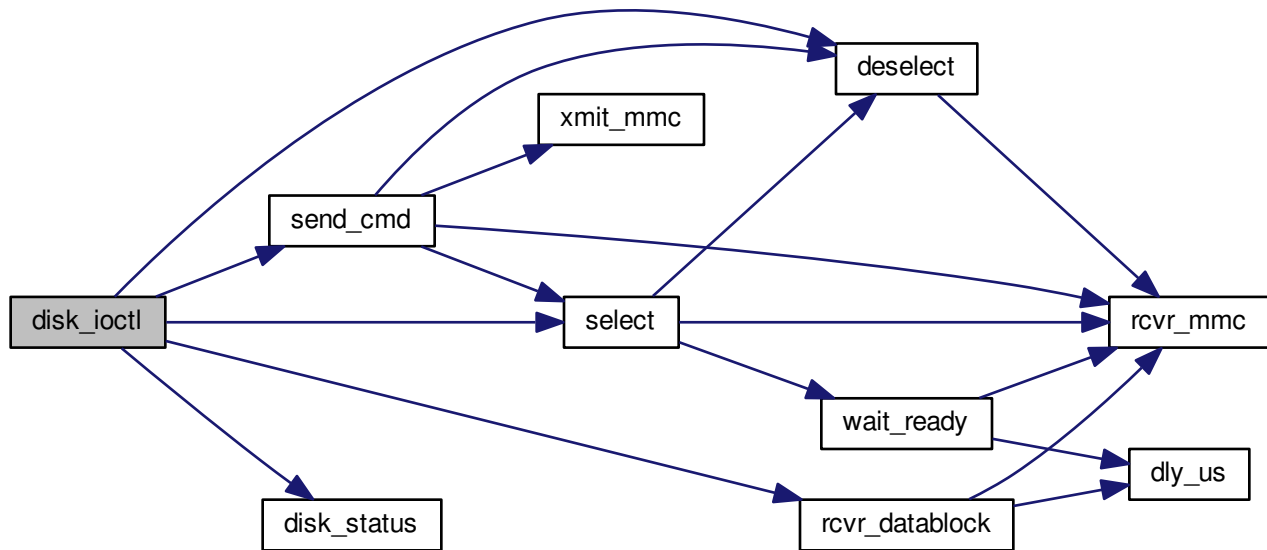 deselect
xmit_mmc
send_cmd
disk_ioctl
select
rcvr_mmc
wait_ready
dly_us
disk_status
rcvr_datablock